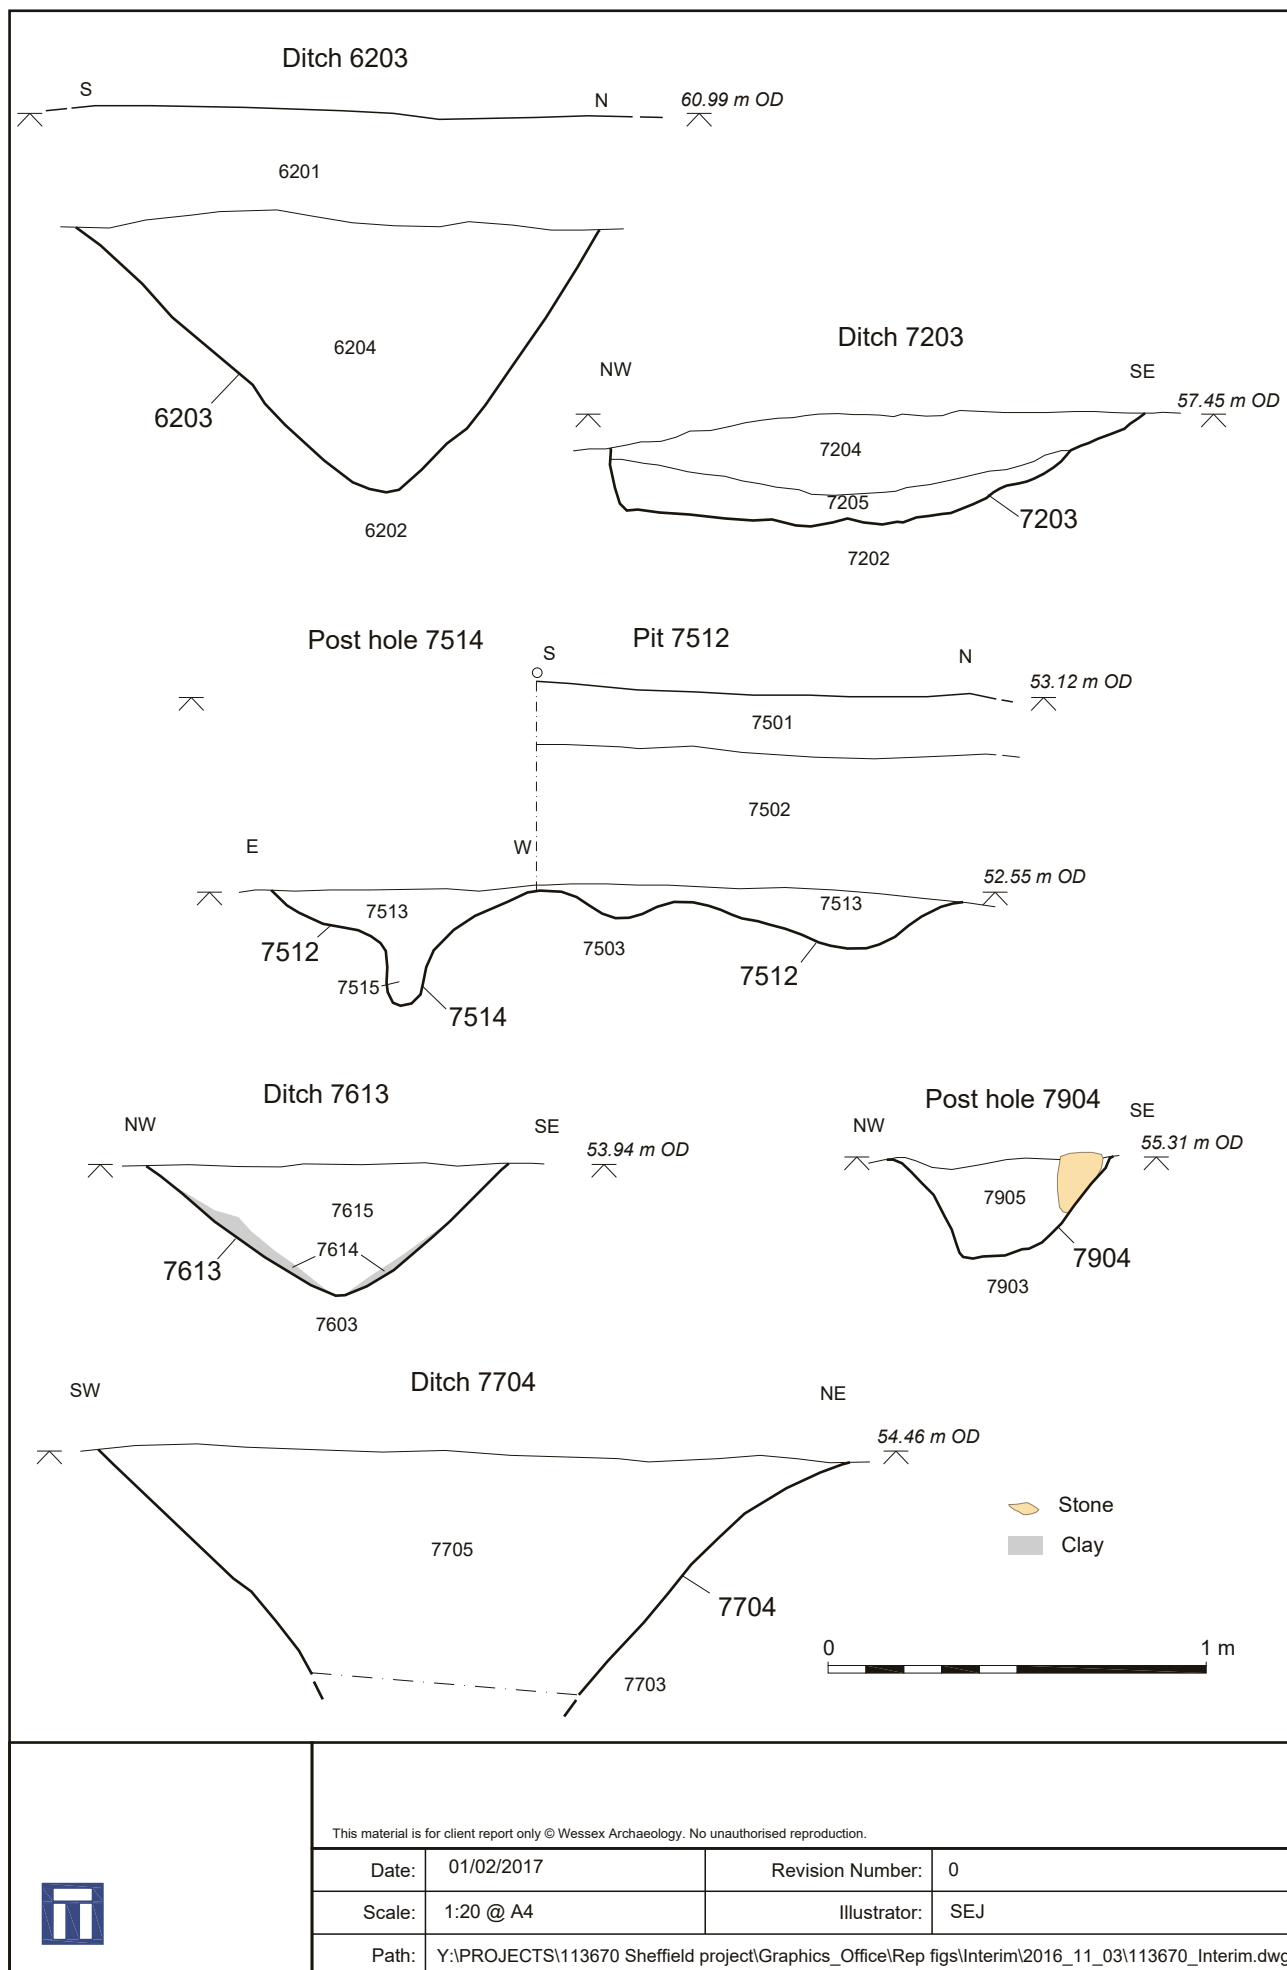 Ditch 6203
S
N
60.99 m OD
6201
6204
6203
6202
Ditch 7203
NW
SE
57.45 m OD
7204
7205
7203
7202
Post hole 7514
Pit 7512
S
N
53.12 m OD
7501
7502
E
W
52.55 m OD
7513
7513
7512
7503
7512
7515
7514
Ditch 7613
NW
SE
53.94 m OD
7615
7614
7613
7603
Post hole 7904
NW
SE
55.31 m OD
7905
7904
7903
Ditch 7704
SW
NE
54.46 m OD
7705
7704
7703
Stone
Clay
0 1 m
This material is for client report only © Wessex Archaeology. No unauthorised reproduction.
Date: 01/02/2017 Revision Number: 0
Scale: 1:20 @ A4 Illustrator: SEJ
Path: Y:\PROJECTS\113670 Sheffield project\Graphics_Office\Rep figs\Interim\2016_11_03\113670_Interim.dwg